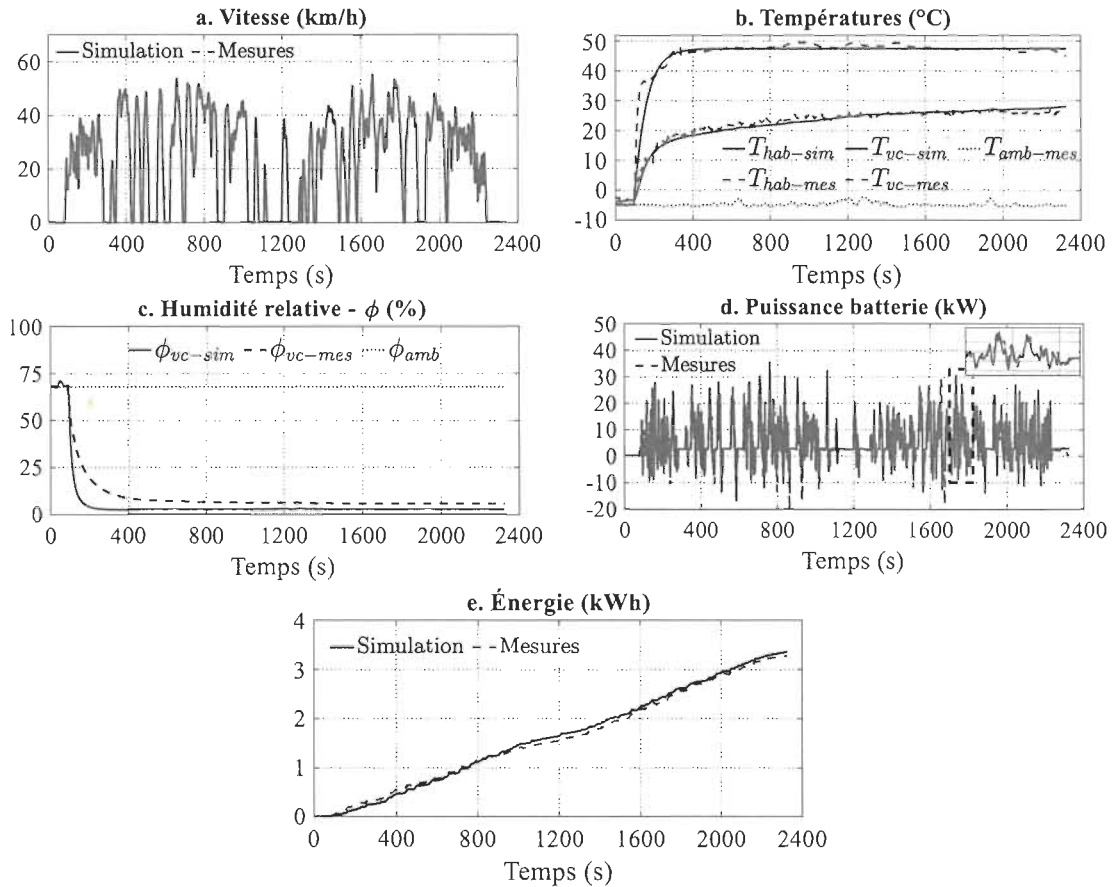 a. Vitesse (km/h)
Simulation Mesures
60
40
20
0
0 400 800 1200 1600 2000 2400
Temps (s)
b. Températures (°C)
50
40
30
20
10
0
-10
T_hab-sim T_vc-sim T_amb-mes
T_hab-mes T_vc-mes
0 400 800 1200 1600 2000 2400
Temps (s)
c. Humidité relative - ϕ (%)
100
75
50
25
0
ϕ_vc-sim ϕ_vc-mes ϕ_amb
0 400 800 1200 1600 2000 2400
Temps (s)
d. Puissance batterie (kW)
50
40
30
20
10
0
-10
-20
Simulation
Mesures
0 400 800 1200 1600 2000 2400
Temps (s)
e. Énergie (kWh)
4
3
2
1
0
Simulation Mesures
0 400 800 1200 1600 2000 2400
Temps (s)